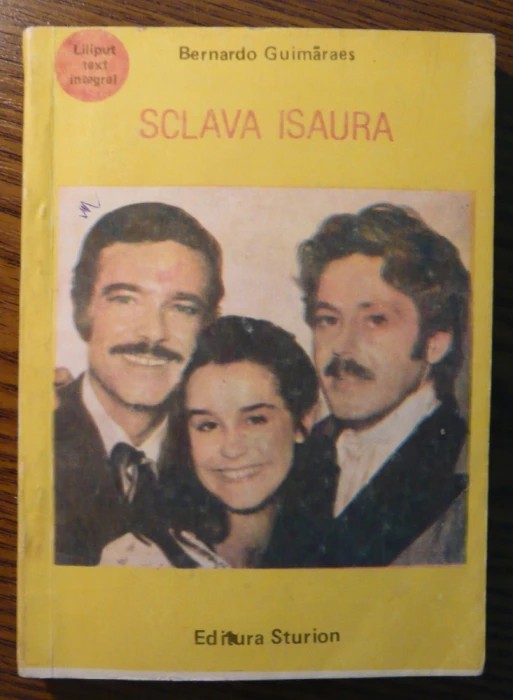 Liliput
text
integral
Bernardo Guimãraes
SCLAVA ISAURA
Editura Sturion